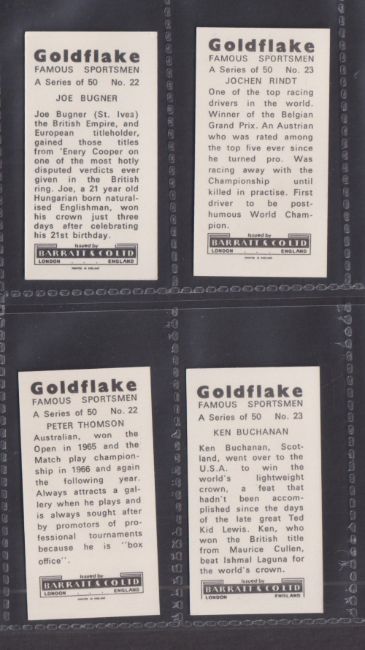 Goldflake
FAMOUS SPORTSMEN
A Series of 50 No. 22
JOE BUGNER
Joe Bugner (St. Ives)
the British Empire, and
European titleholder,
gained those titles
from 'Enery Cooper on
one of the most hotly
disputed verdicts ever
given in the British
ring. Joe, a 21 year old
Hungarian born natural-
ised Englishman, won
his crown just three
days after celebrating
his 21st birthday.
Issued by
BARRATT & CO LTD
LONDON . . . ENGLAND
PRINTED IN ENGLAND
Goldflake
FAMOUS SPORTSMEN
A Series of 50 No. 23
JOCHEN RINDT
One of the top racing
drivers in the world.
Winner of the Belgian
Grand Prix. An Austrian
who was rated among
the top five ever since
he turned pro. Was
racing away with the
Championship until
killed in practise. First
driver to be post-
humous World Cham-
pion.
Issued by
BARRATT & CO LTD
LONDON . . . ENGLAND
PRINTED IN ENGLAND
Goldflake
FAMOUS SPORTSMEN
A Series of 50 No. 22
PETER THOMSON
Australian, won the
Open in 1965 and the
Match play champion-
ship in 1966 and again
the following year.
Always attracts a gal-
lery when he plays and
is always sought after
by promotors of pro-
fessional tournaments
because he is "box
office".
Issued by
BARRATT & CO LTD
LONDON . . . ENGLAND
PRINTED IN ENGLAND
Goldflake
FAMOUS SPORTSMEN
A Series of 50 No. 23
KEN BUCHANAN
Ken Buchanan, Scot-
land, went over to the
U.S.A. to win the
world's lightweight
crown, a feat that
hadn't been accom-
plished since the days
of the late great Ted
Kid Lewis. Ken, who
won the British title
from Maurice Cullen,
beat Ishmal Laguna for
the world's crown.
Issued by
BARRATT & CO LTD
LONDON . . . ENGLAND